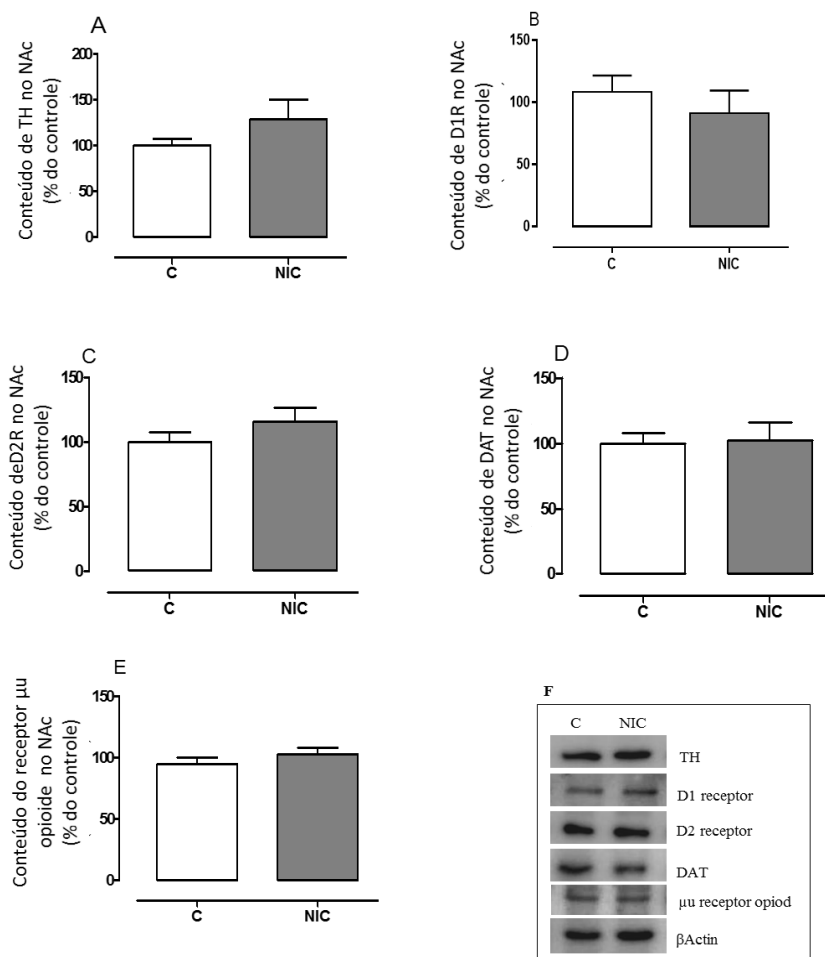 A
Conteúdo de TH no NAc
(% do controle)
200
150
100
50
0
C
NIC
B
Conteúdo de D1R no NAc
(% do controle)
150
100
50
0
C
NIC
C
Conteúdo deD2R no NAc
(% do controle)
150
100
50
0
C
NIC
D
Conteúdo de DAT no NAc
(% do controle)
150
100
50
0
C
NIC
E
Conteúdo do receptor µu
opioide no NAc
(% do controle)
150
100
50
0
C
NIC
F
C NIC
TH
D1 receptor
D2 receptor
DAT
µu receptor opiod
βActin